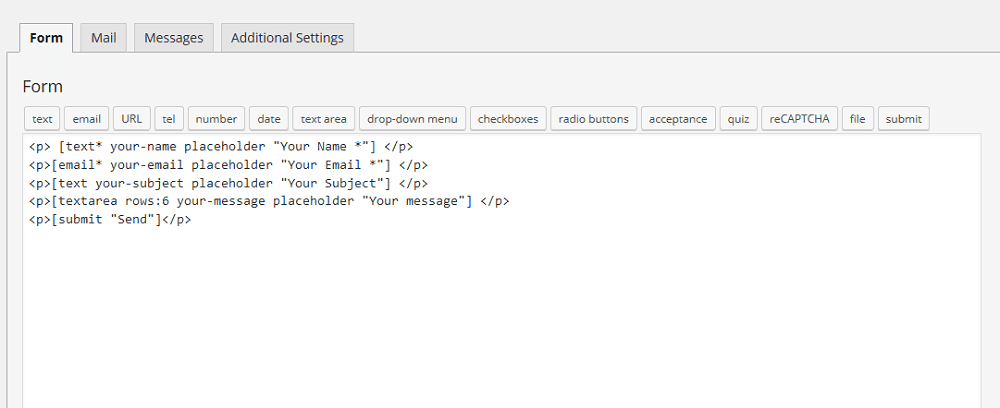 Form Mail Messages Additional Settings
Form
text email URL tel number date text area drop-down menu checkboxes radio buttons acceptance quiz reCAPTCHA file submit
<p> [text* your-name placeholder "Your Name *"] </p>
<p>[email* your-email placeholder "Your Email *"] </p>
<p>[text your-subject placeholder "Your Subject"] </p>
<p>[textarea rows:6 your-message placeholder "Your message"] </p>
<p>[submit "Send"]</p>